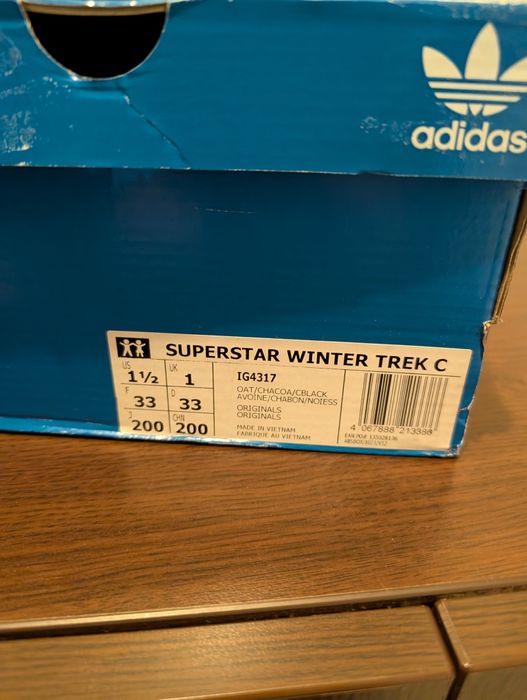 adidas
SUPERSTAR WINTER TREK C
US 1½ UK 1
F 33 D 33
J 200 CHN 200
IG4317
OAT/CHACOA/CBLACK
AVOINE/CHABON/NOIESS
ORIGINALS
ORIGINALS
MADE IN VIETNAM
FABRIQUE AU VIETNAM
4 067888 213388